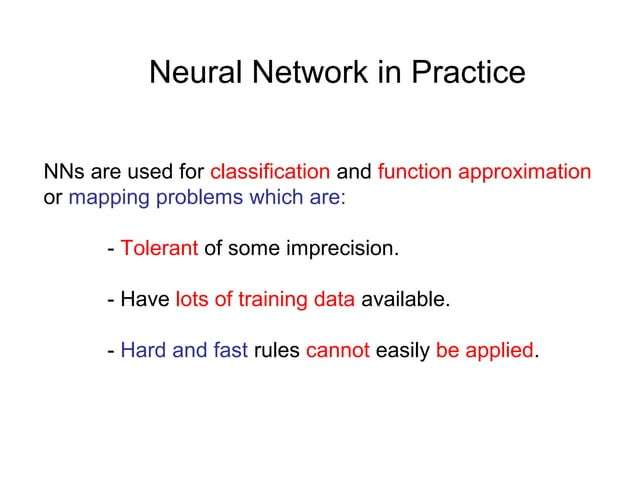 Neural Network in Practice
NNs are used for classification and function approximation
or mapping problems which are:
- Tolerant of some imprecision.
- Have lots of training data available.
- Hard and fast rules cannot easily be applied.